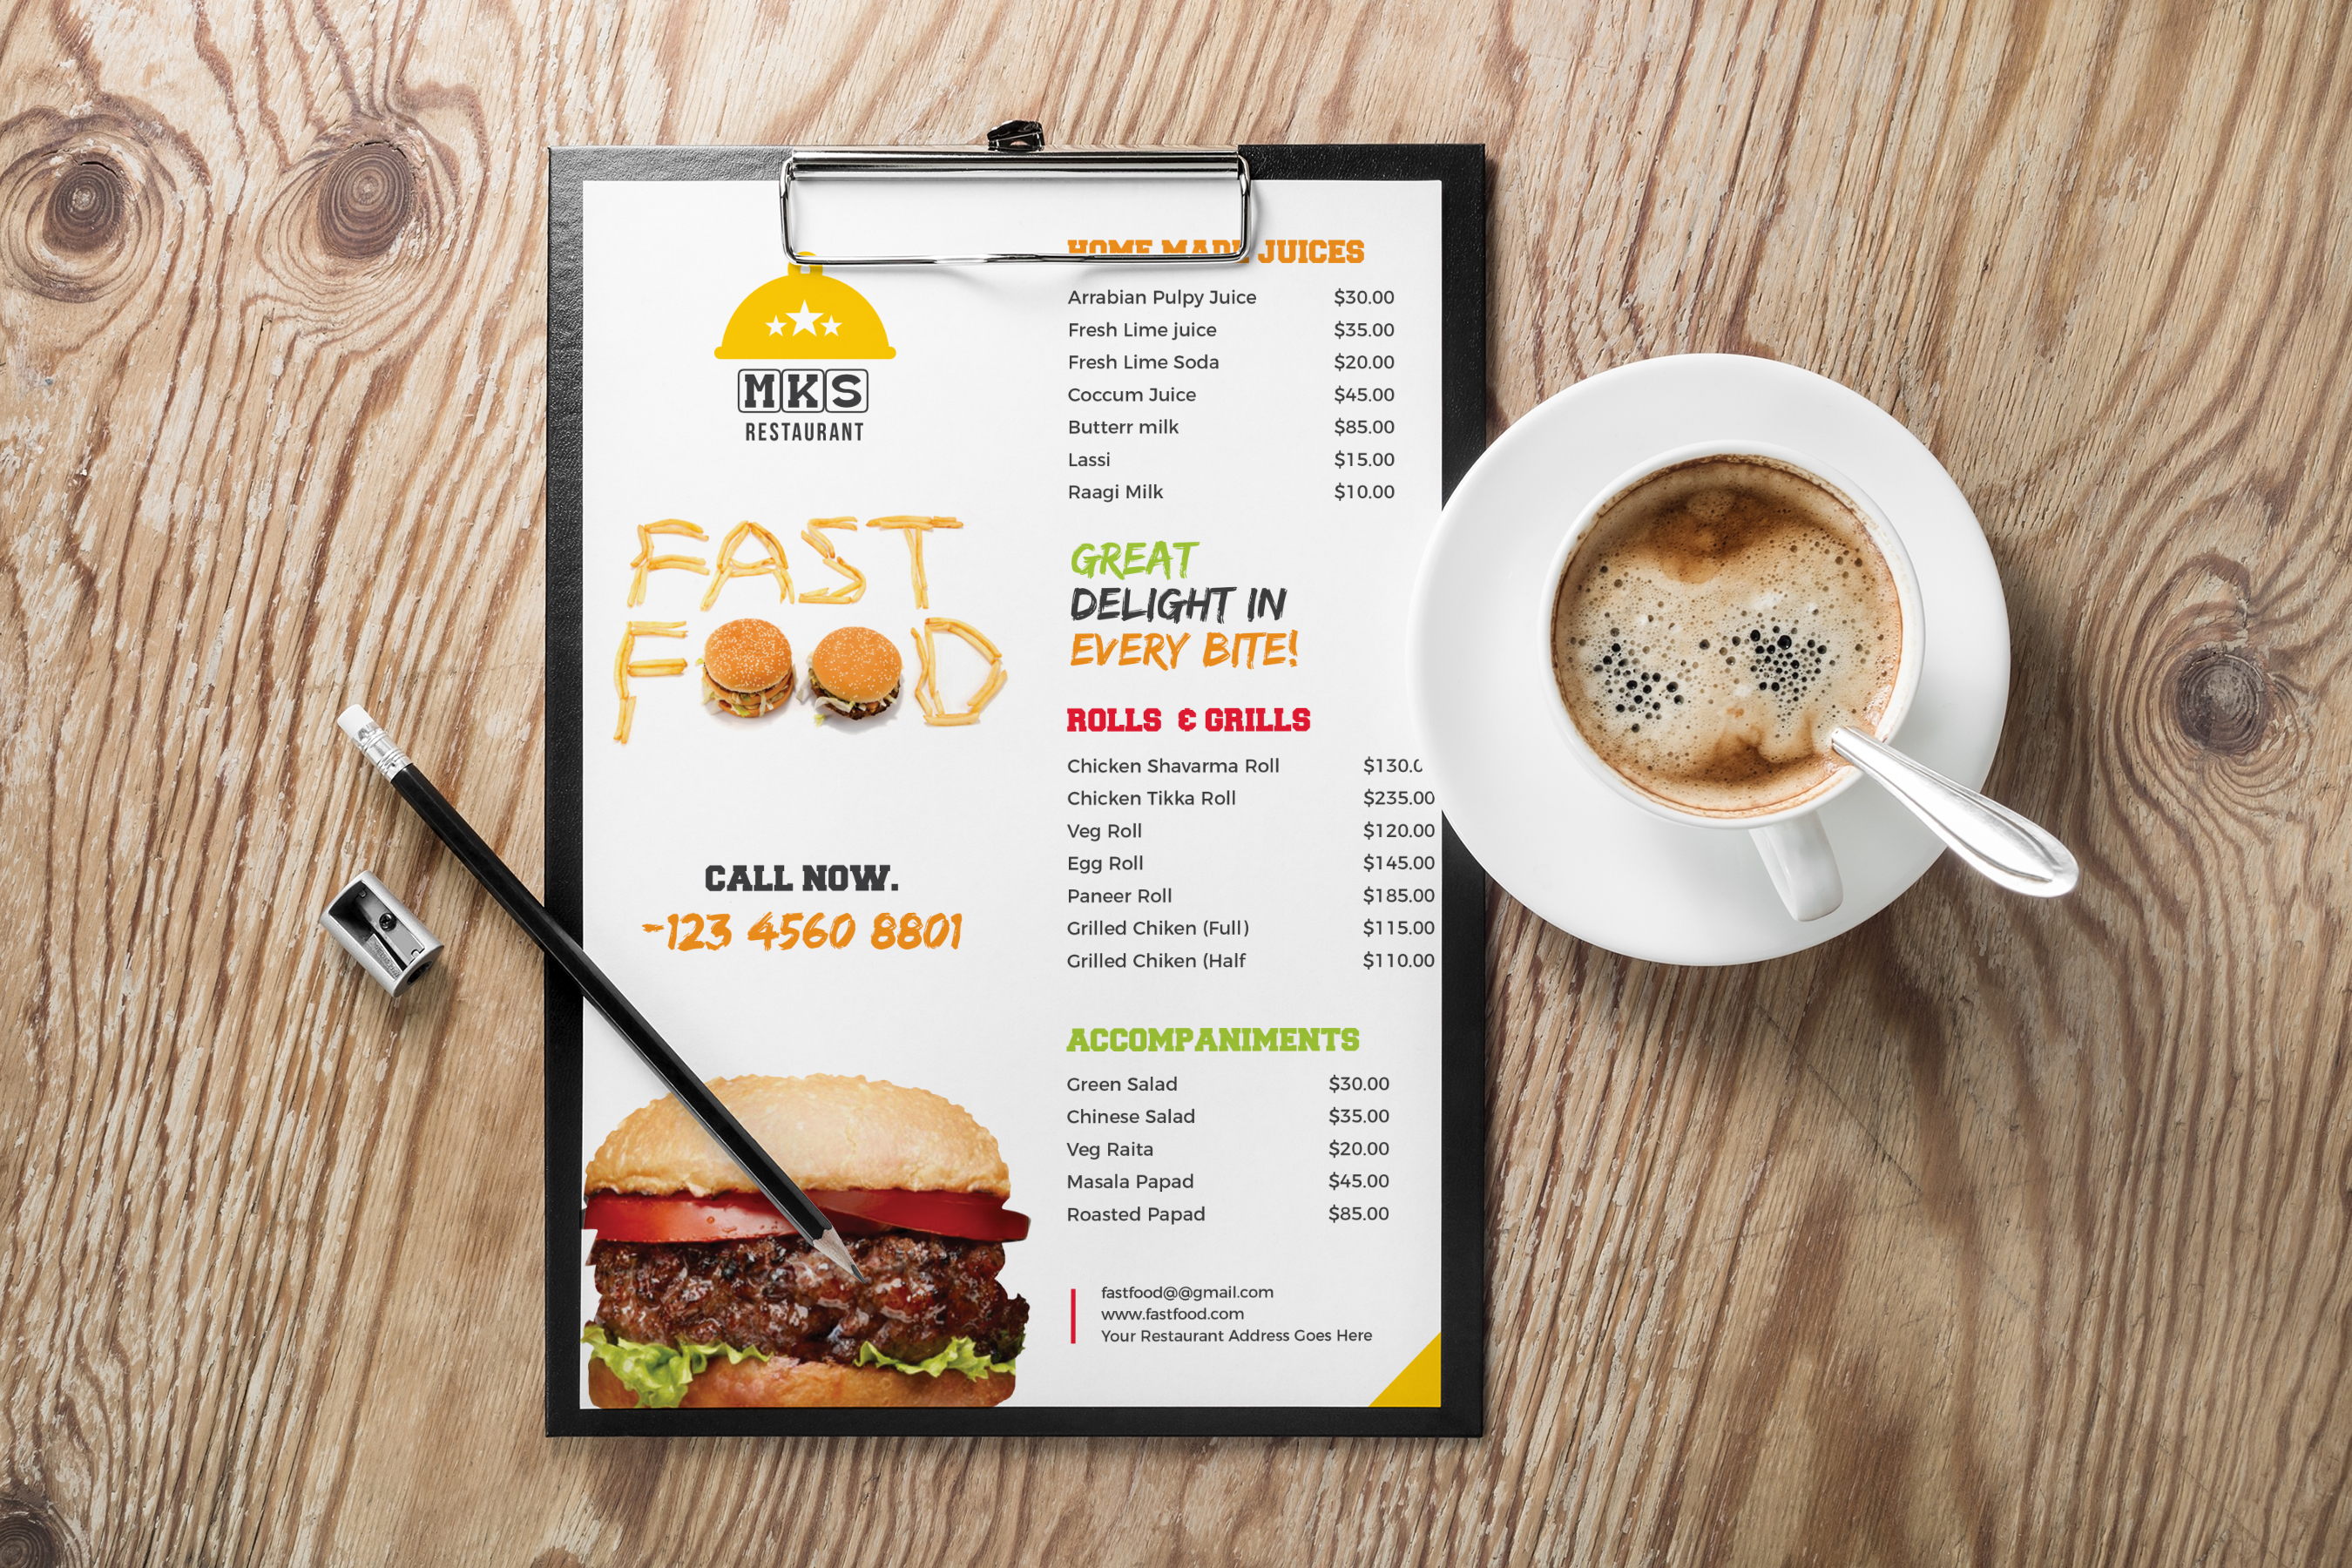 MKS
RESTAURANT
FAST
FOOD
CALL NOW.
-123 4560 8801
HOME MADE JUICES
Arrabian Pulpy Juice $30.00
Fresh Lime juice $35.00
Fresh Lime Soda $20.00
Coccum Juice $45.00
Butterr milk $85.00
Lassi $15.00
Raagi Milk $10.00
GREAT
DELIGHT IN
EVERY BITE!
ROLLS & GRILLS
Chicken Shavarma Roll $130.0
Chicken Tikka Roll $235.00
Veg Roll $120.00
Egg Roll $145.00
Paneer Roll $185.00
Grilled Chiken (Full) $115.00
Grilled Chiken (Half $110.00
ACCOMPANIMENTS
Green Salad $30.00
Chinese Salad $35.00
Veg Raita $20.00
Masala Papad $45.00
Roasted Papad $85.00
fastfood@@gmail.com
www.fastfood.com
Your Restaurant Address Goes Here